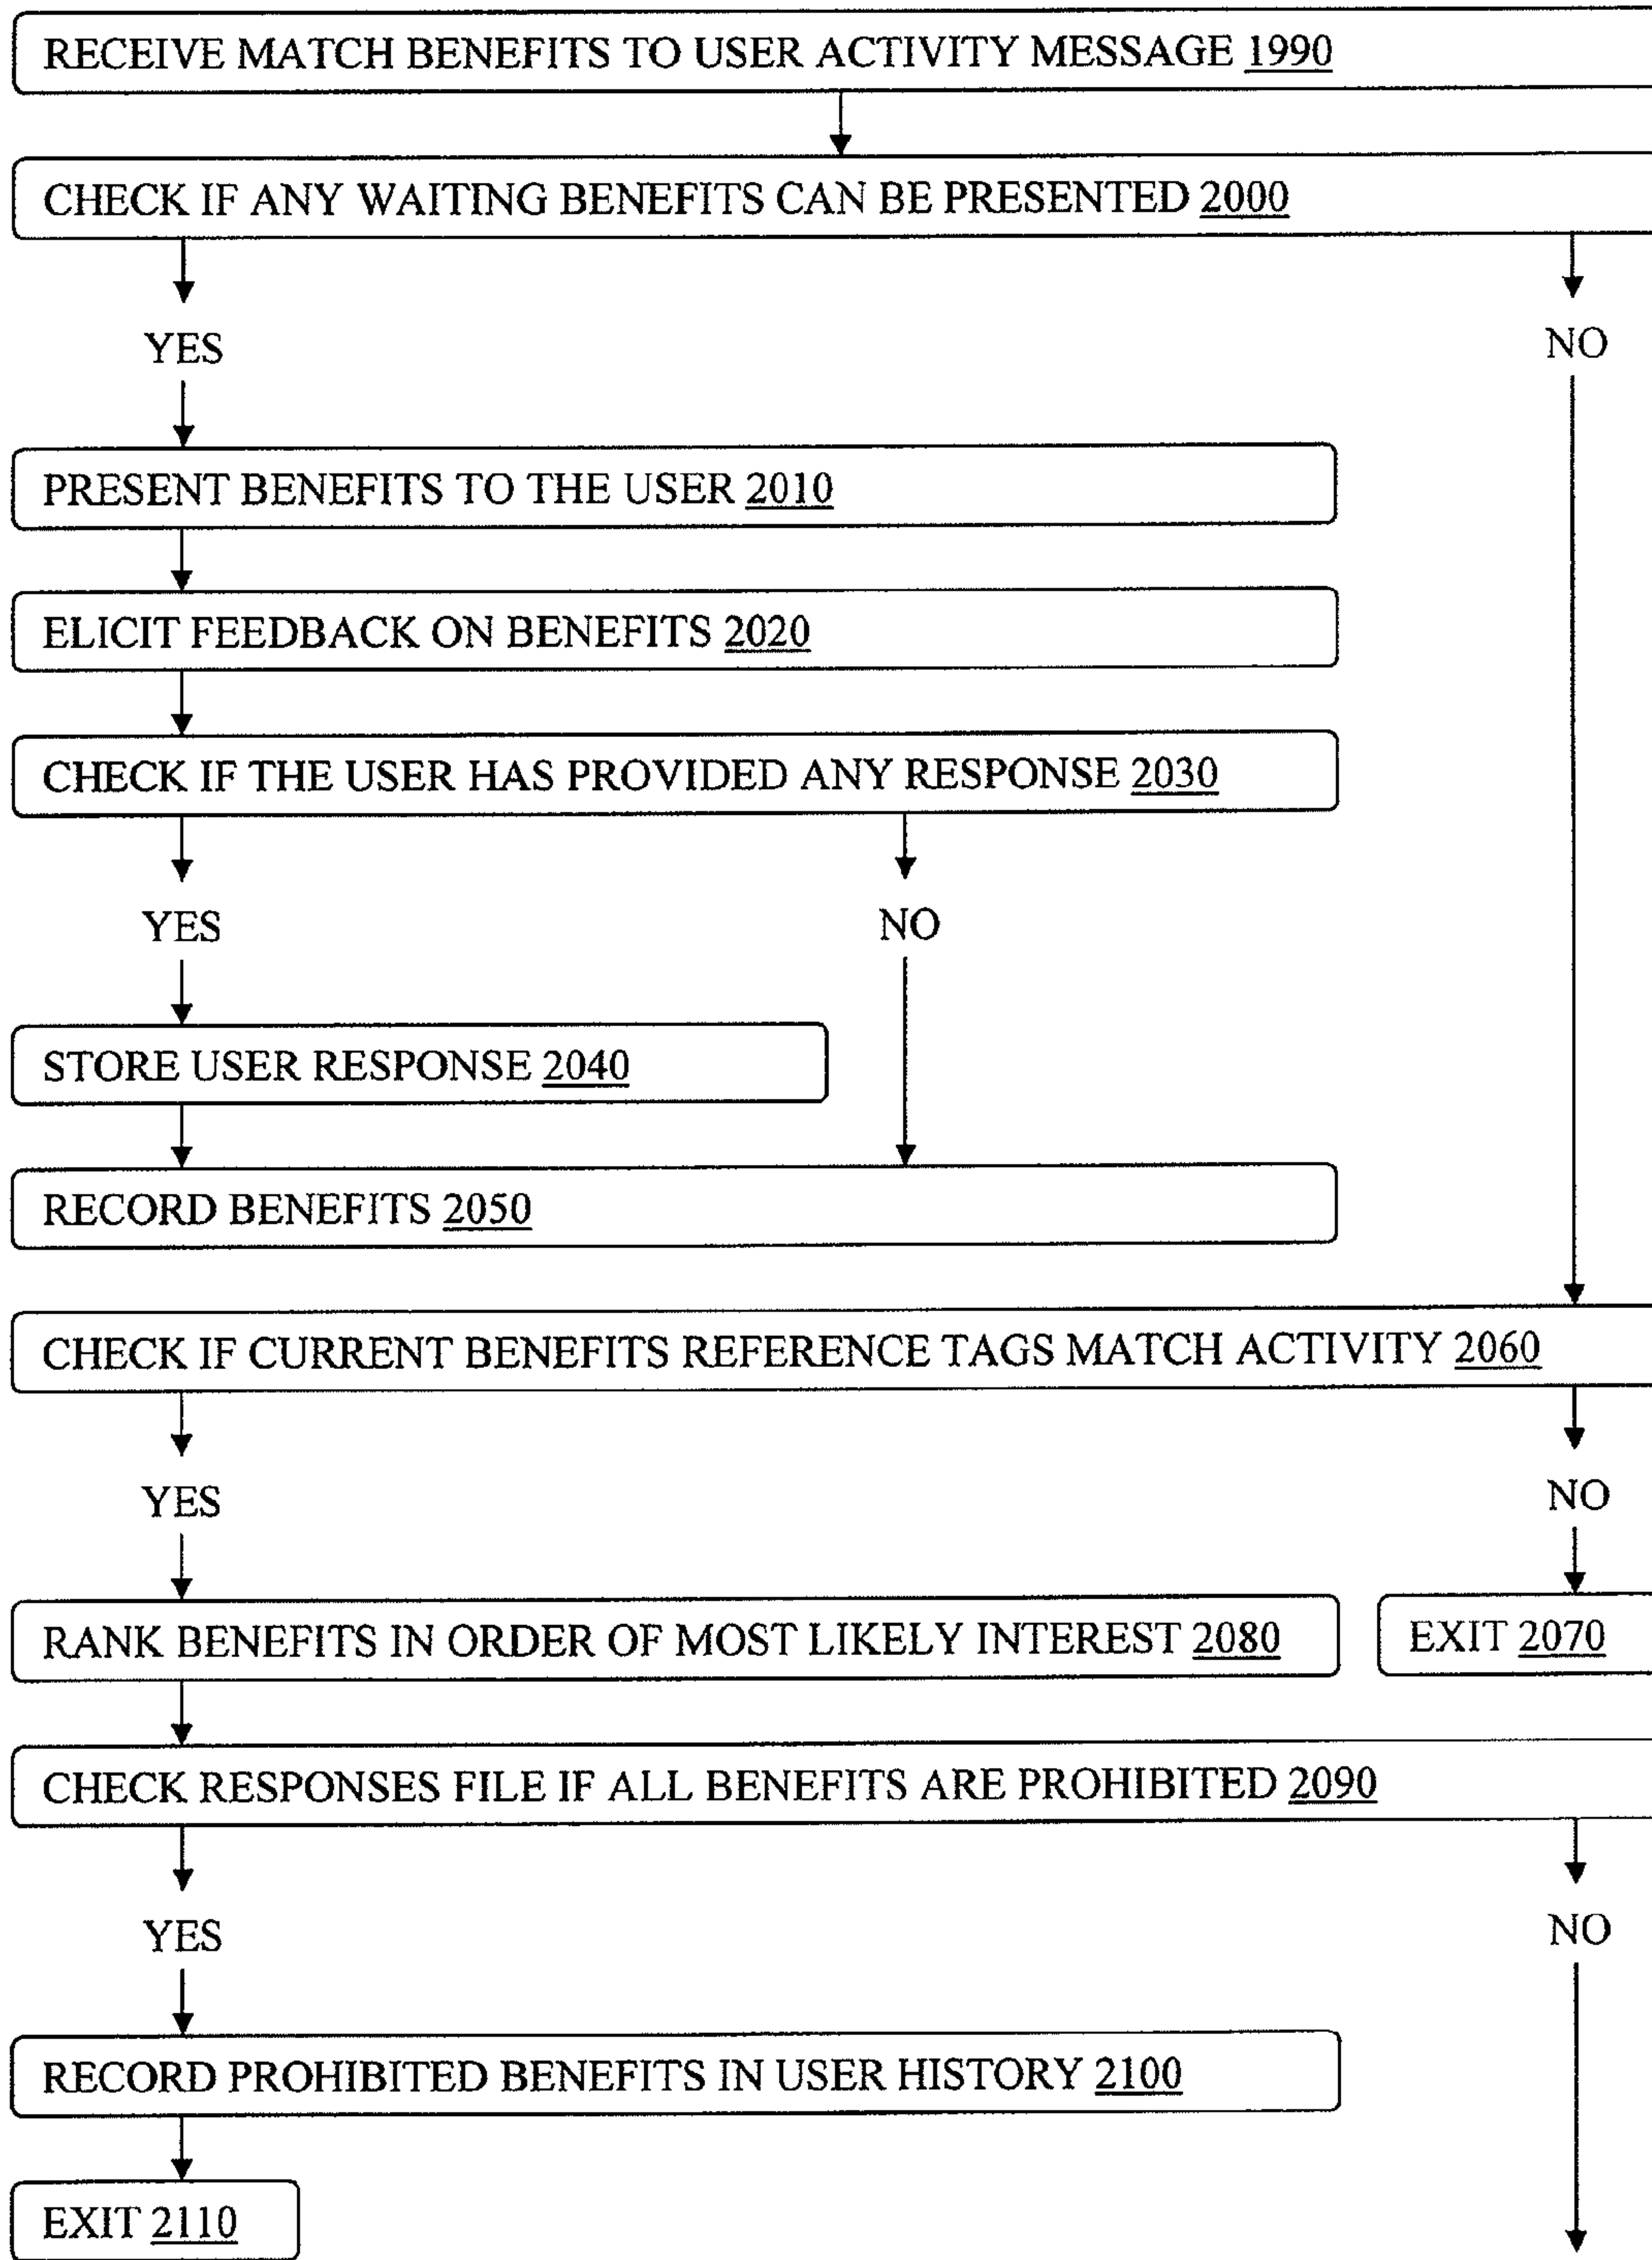 RECEIVE MATCH BENEFITS TO USER ACTIVITY MESSAGE 1990
CHECK IF ANY WAITING BENEFITS CAN BE PRESENTED 2000
YES
NO
PRESENT BENEFITS TO THE USER 2010
ELICIT FEEDBACK ON BENEFITS 2020
CHECK IF THE USER HAS PROVIDED ANY RESPONSE 2030
YES
NO
STORE USER RESPONSE 2040
RECORD BENEFITS 2050
CHECK IF CURRENT BENEFITS REFERENCE TAGS MATCH ACTIVITY 2060
YES
NO
RANK BENEFITS IN ORDER OF MOST LIKELY INTEREST 2080
EXIT 2070
CHECK RESPONSES FILE IF ALL BENEFITS ARE PROHIBITED 2090
YES
NO
RECORD PROHIBITED BENEFITS IN USER HISTORY 2100
EXIT 2110